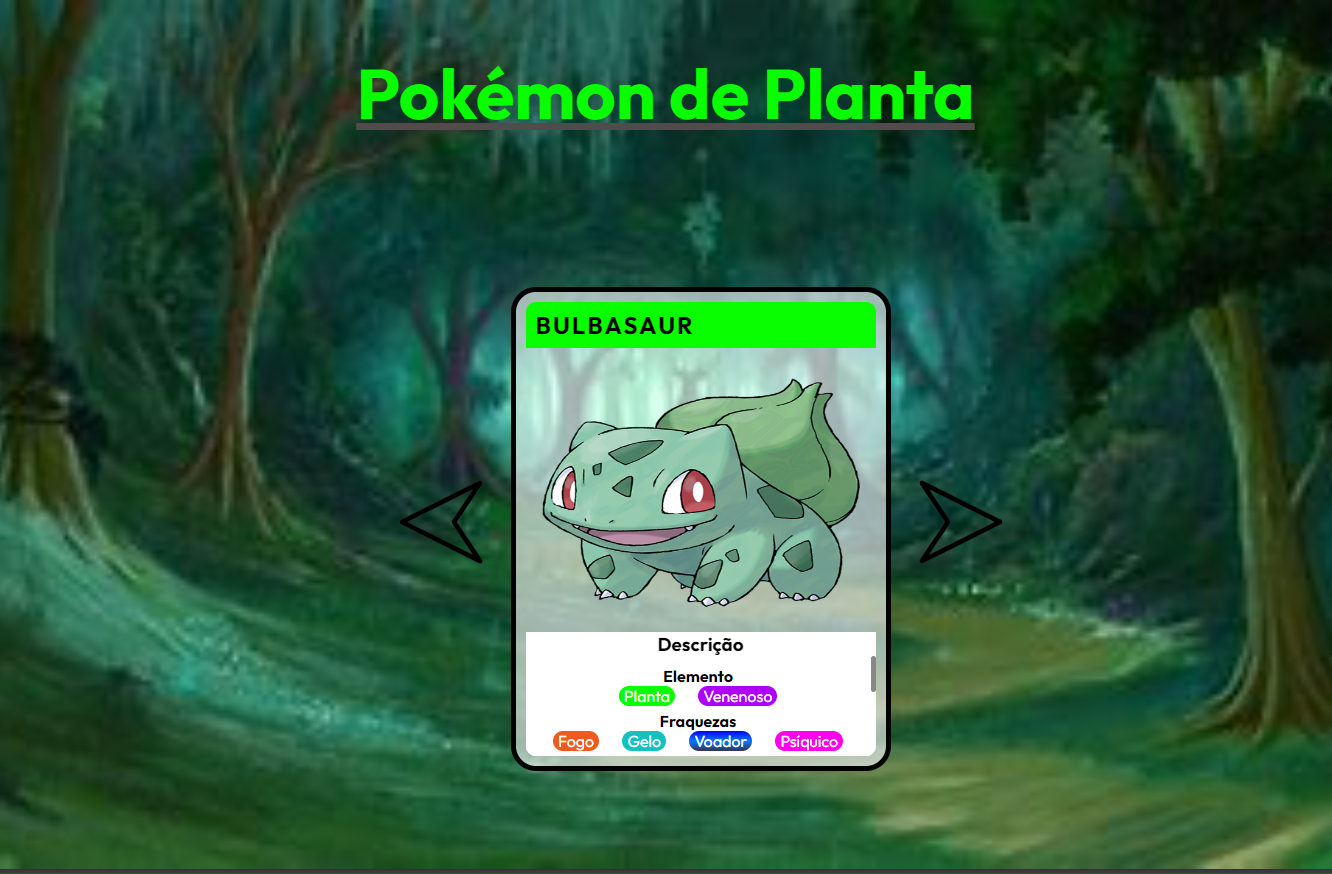 Pokémon de Planta
BULBASAUR
Descrição
Elemento
Planta Venenoso
Fraquezas
Fogo Gelo Voador Psíquico